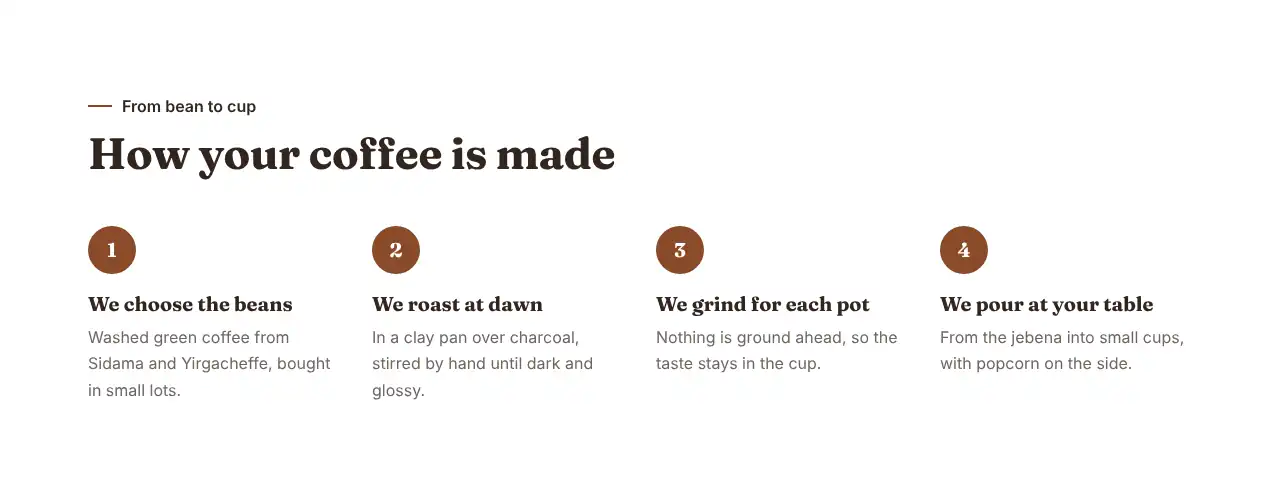 From bean to cup
How your coffee is made
1
We choose the beans
Washed green coffee from
Sidama and Yirgacheffe, bought
in small lots.
2
We roast at dawn
In a clay pan over charcoal,
stirred by hand until dark and
glossy.
3
We grind for each pot
Nothing is ground ahead, so the
taste stays in the cup.
4
We pour at your table
From the jebena into small cups,
with popcorn on the side.